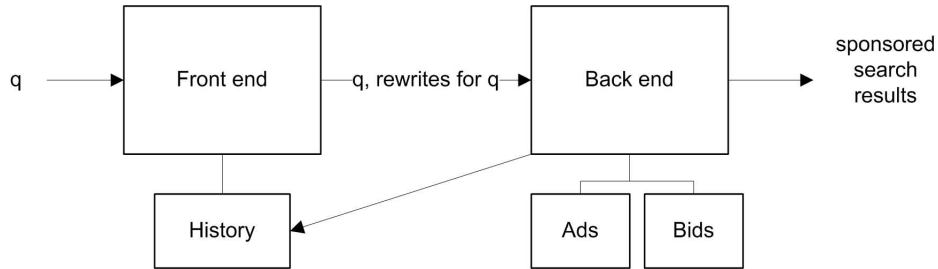 q
Front end
q, rewrites for q
Back end
sponsored
search
results
History
Ads
Bids